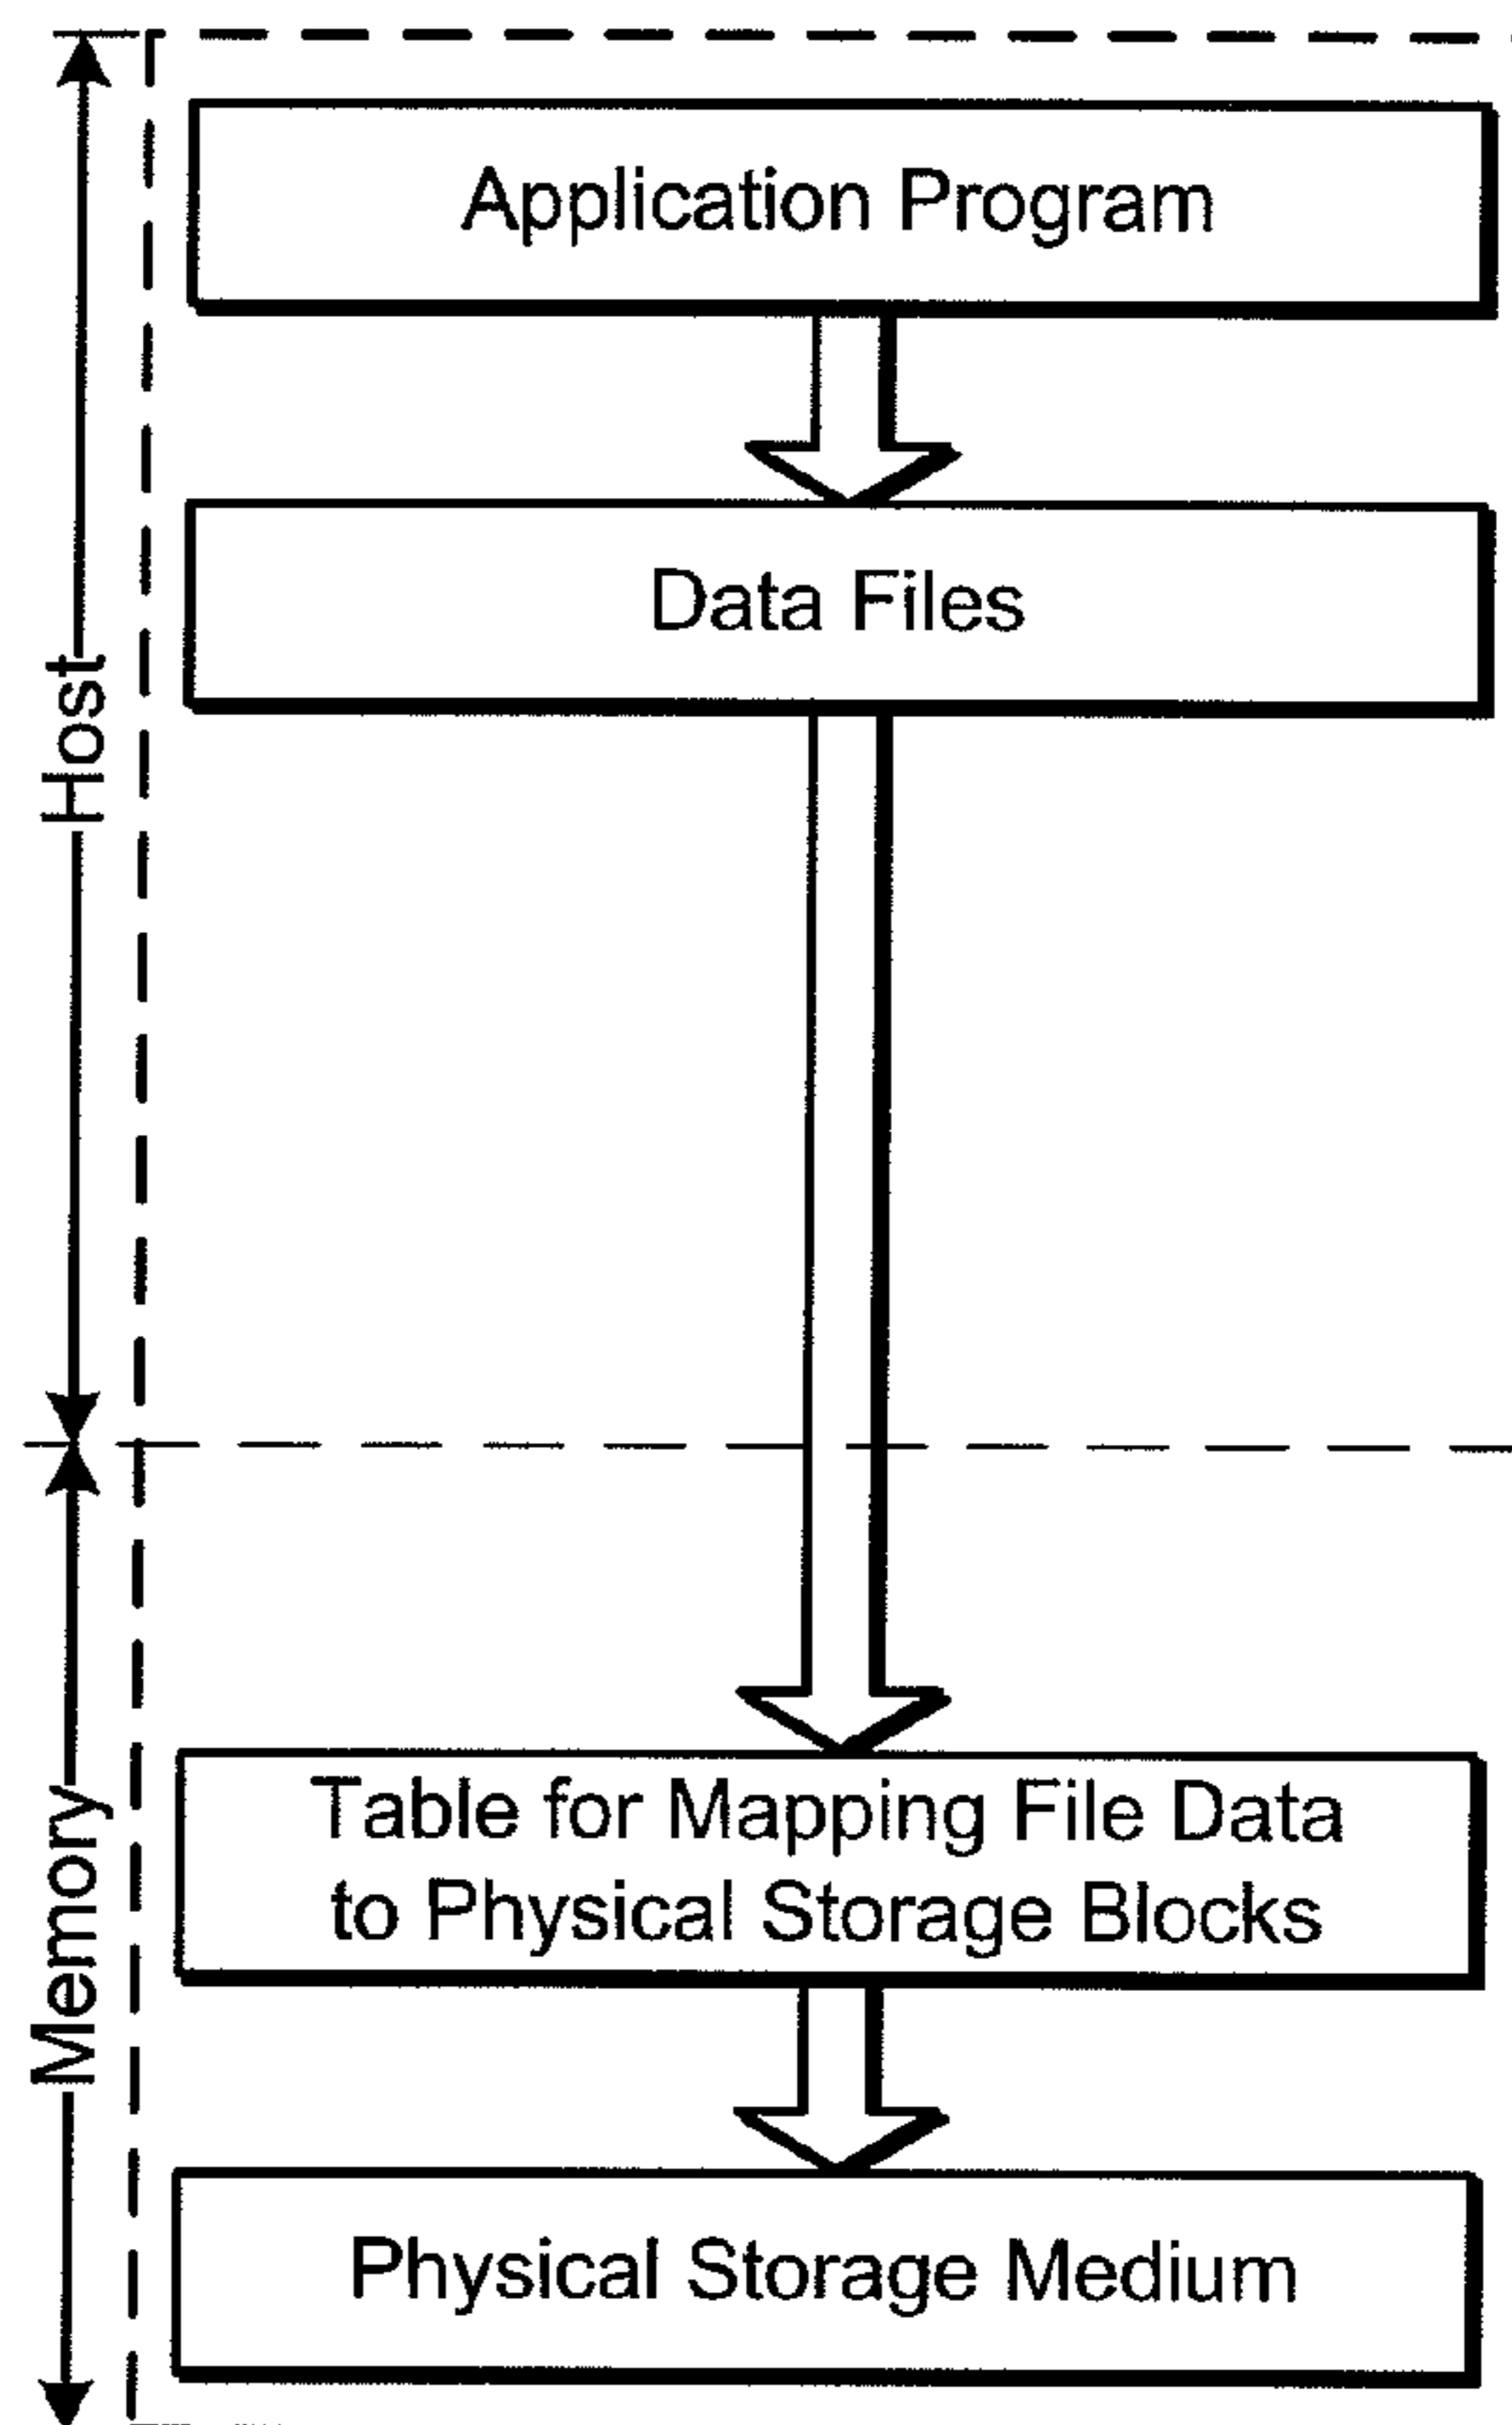 Application Program
Data Files
Host
Table for Mapping File Data
to Physical Storage Blocks
Memory
Physical Storage Medium